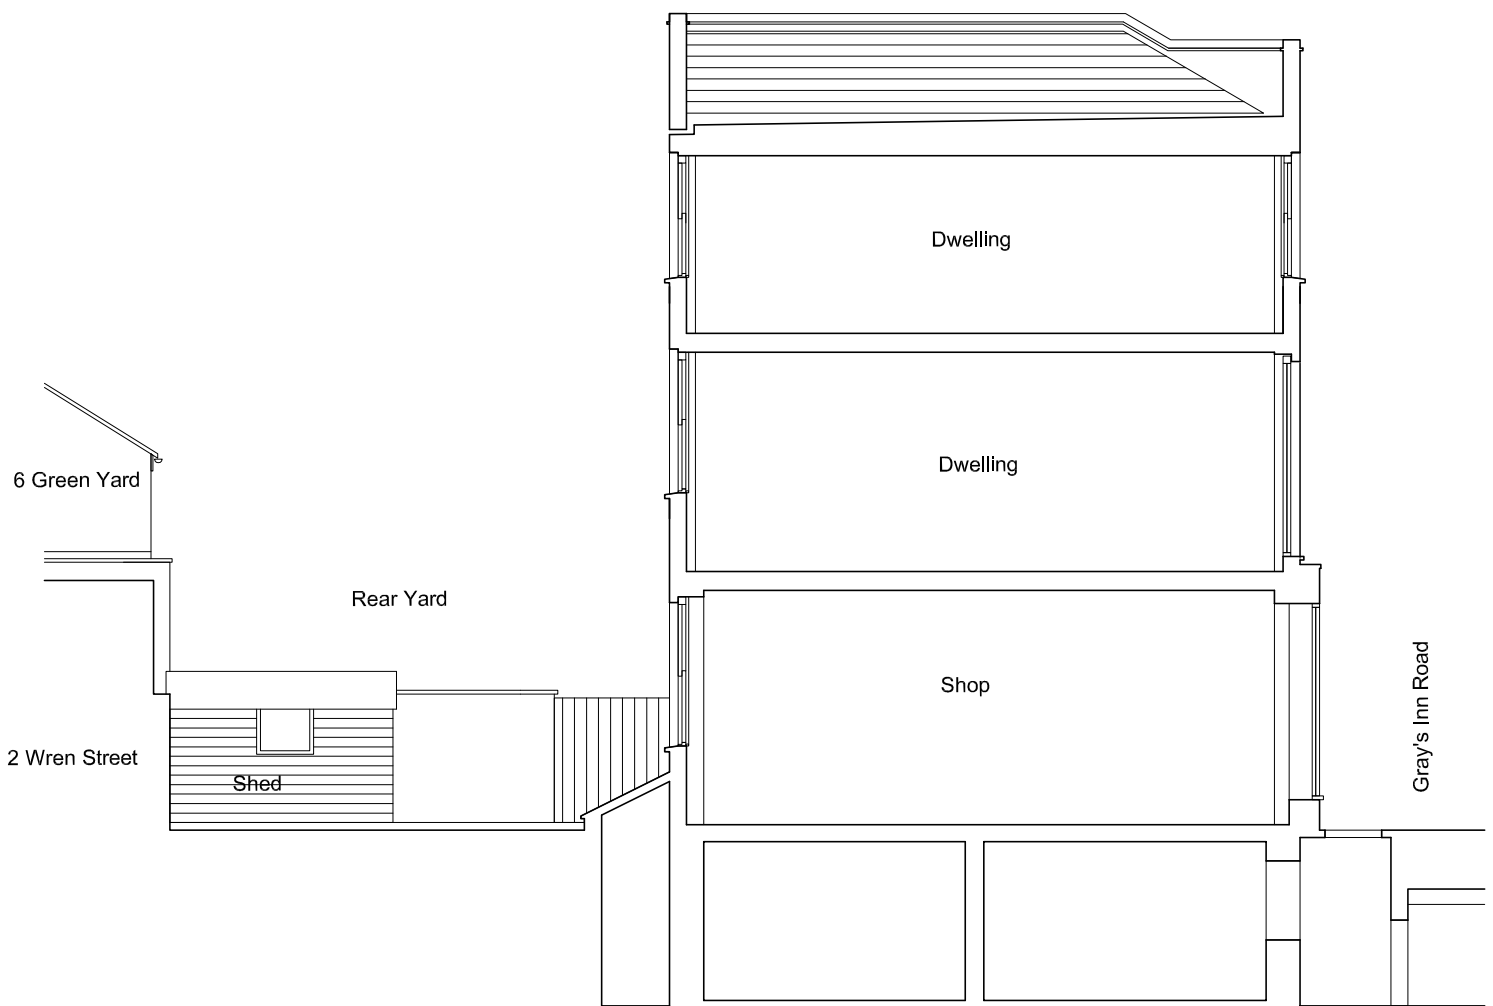 Dwelling
Dwelling
6 Green Yard
Rear Yard
Shop
Gray's Inn Road
2 Wren Street
Shed